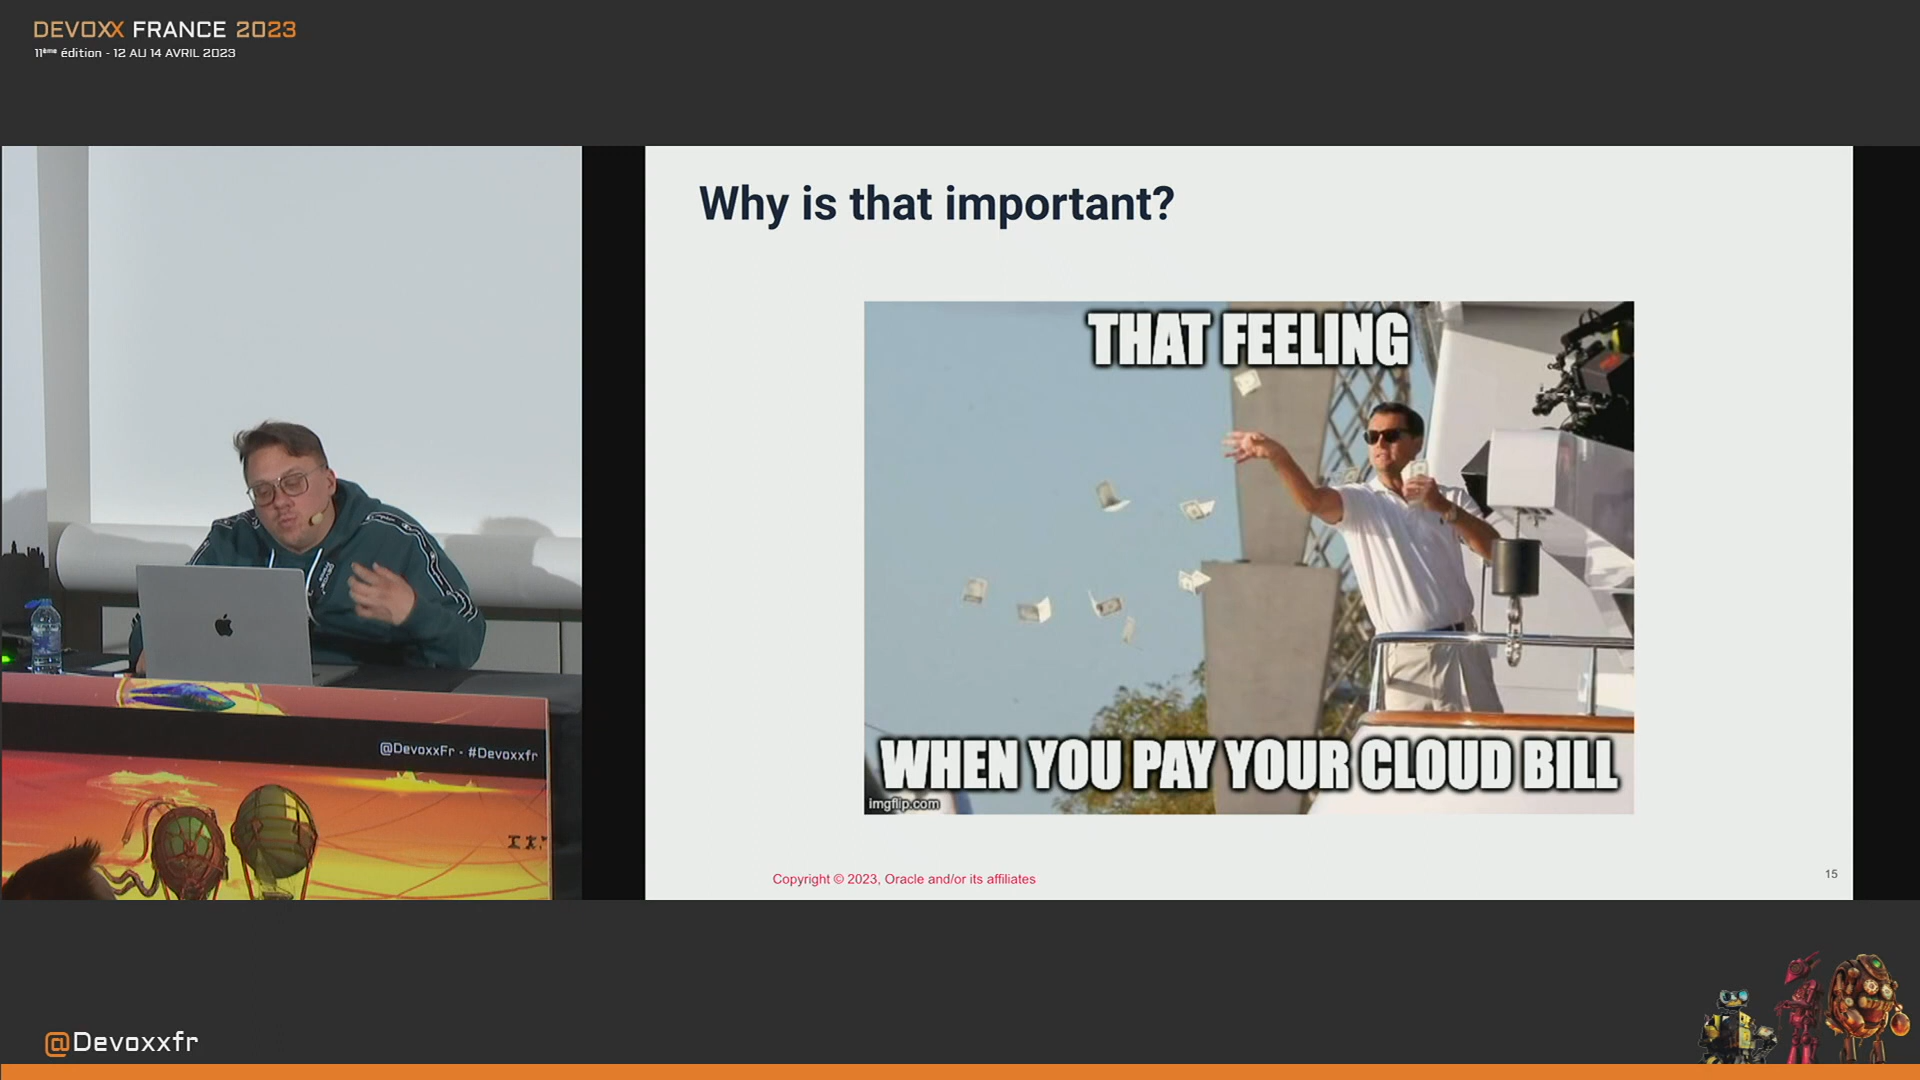 DEVOXX FRANCE 2023
11ème édition - 12 AU 14 AVRIL 2023
Why is that important?
THAT FEELING
WHEN YOU PAY YOUR CLOUD BILL
imgflip.com
Copyright © 2023, Oracle and/or its affiliates
15
@DevoxxFr - #Devoxxfr
@Devoxxfr